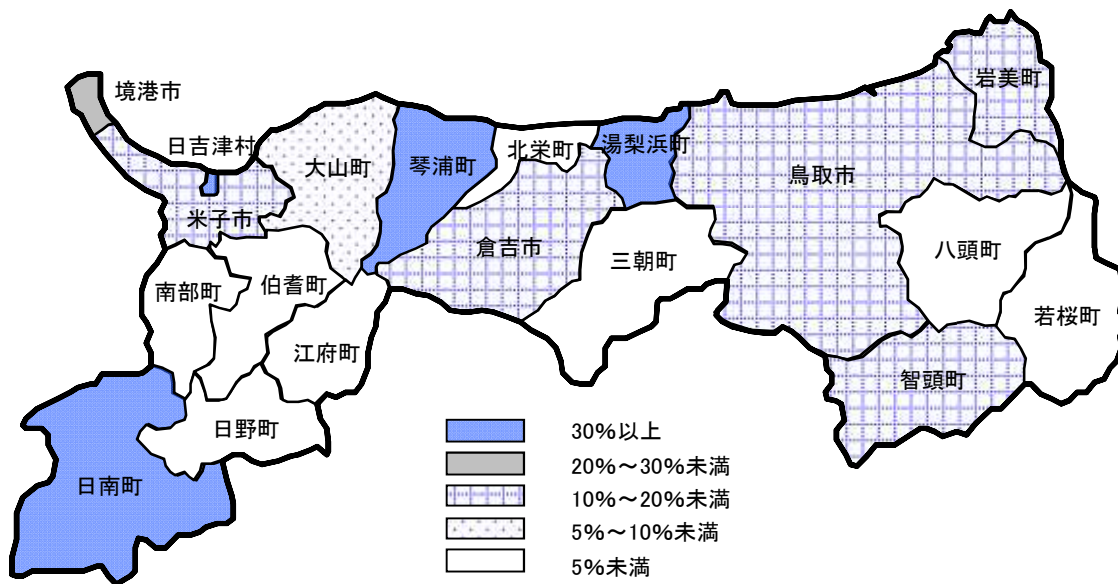 岩美町
境港市
日吉津村
大山町
琴浦町
北栄町
湯梨浜町
鳥取市
米子市
倉吉市
三朝町
八頭町
南部町
伯耆町
若桜町
江府町
智頭町
日野町
日南町
30%以上
20%～30%未満
10%～20%未満
5%～10%未満
5%未満